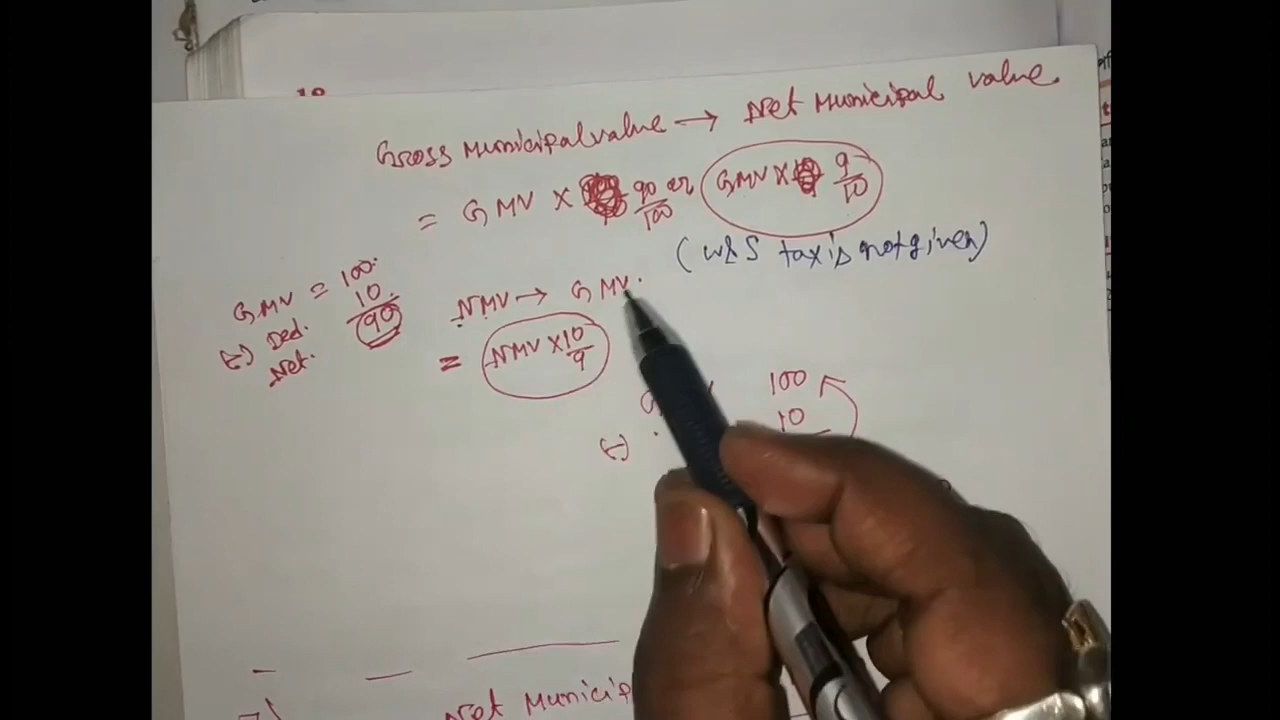 Gross Municipal value → Net Municipal value
= GMV × 90/100 or GMV × 9/10
(W&S tax is not given)
GMV = 100
(-) Ded. 10
Net. 90
NMV → GMV
= NMV × 10/9
100
(-) 10
Net